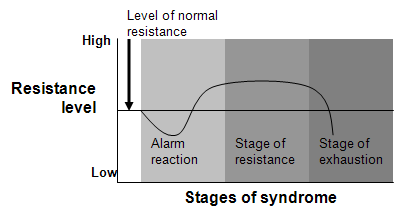 Level of normal
resistance
High
Resistance
level
Alarm
reaction
Stage of
resistance
Stage of
exhaustion
Low
Stages of syndrome